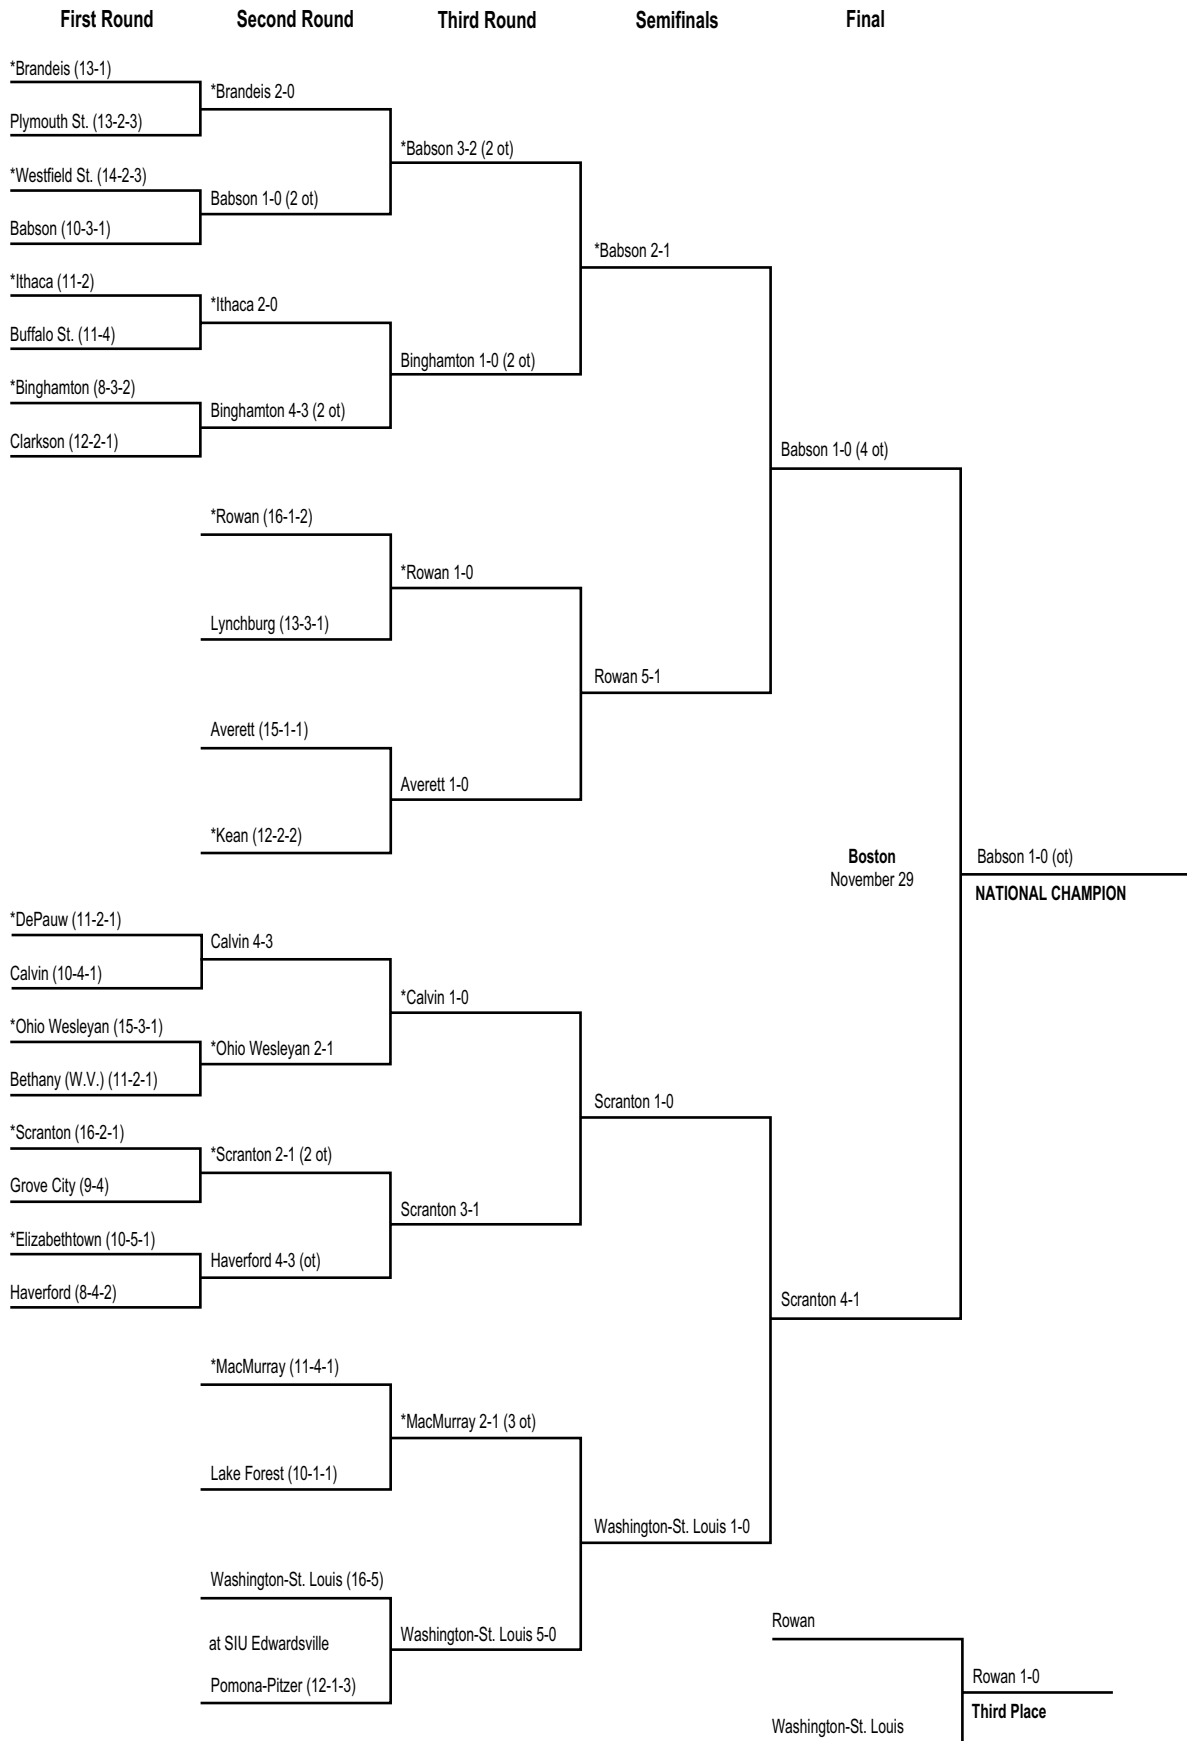 First Round Second Round Third Round Semifinals Final
*Brandeis (13-1)
*Brandeis 2-0
Plymouth St. (13-2-3)
*Babson 3-2 (2 ot)
*Westfield St. (14-2-3)
Babson 1-0 (2 ot)
Babson (10-3-1)
*Babson 2-1
*Ithaca (11-2)
*Ithaca 2-0
Buffalo St. (11-4)
Binghamton 1-0 (2 ot)
*Binghamton (8-3-2)
Binghamton 4-3 (2 ot)
Clarkson (12-2-1)
Babson 1-0 (4 ot)
*Rowan (16-1-2)
*Rowan 1-0
Lynchburg (13-3-1)
Rowan 5-1
Averett (15-1-1)
Averett 1-0
*Kean (12-2-2)
Boston
November 29
Babson 1-0 (ot)
NATIONAL CHAMPION
*DePauw (11-2-1)
Calvin 4-3
Calvin (10-4-1)
*Calvin 1-0
*Ohio Wesleyan (15-3-1)
*Ohio Wesleyan 2-1
Bethany (W.V.) (11-2-1)
Scranton 1-0
*Scranton (16-2-1)
*Scranton 2-1 (2 ot)
Grove City (9-4)
Scranton 3-1
*Elizabethtown (10-5-1)
Haverford 4-3 (ot)
Haverford (8-4-2)
Scranton 4-1
*MacMurray (11-4-1)
*MacMurray 2-1 (3 ot)
Lake Forest (10-1-1)
Washington-St. Louis 1-0
Washington-St. Louis (16-5)
at SIU Edwardsville
Washington-St. Louis 5-0
Pomona-Pitzer (12-1-3)
Rowan
Rowan 1-0
Third Place
Washington-St. Louis